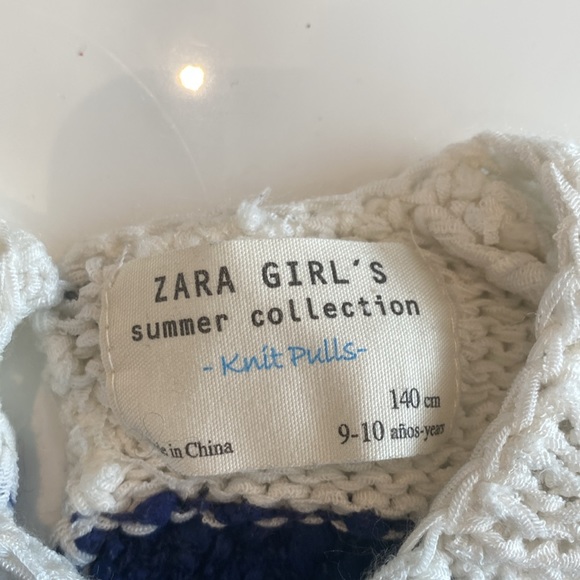 ZARA GIRL'S
summer collection
-Knit Pulls-
140 cm
9-10 años-years
in China